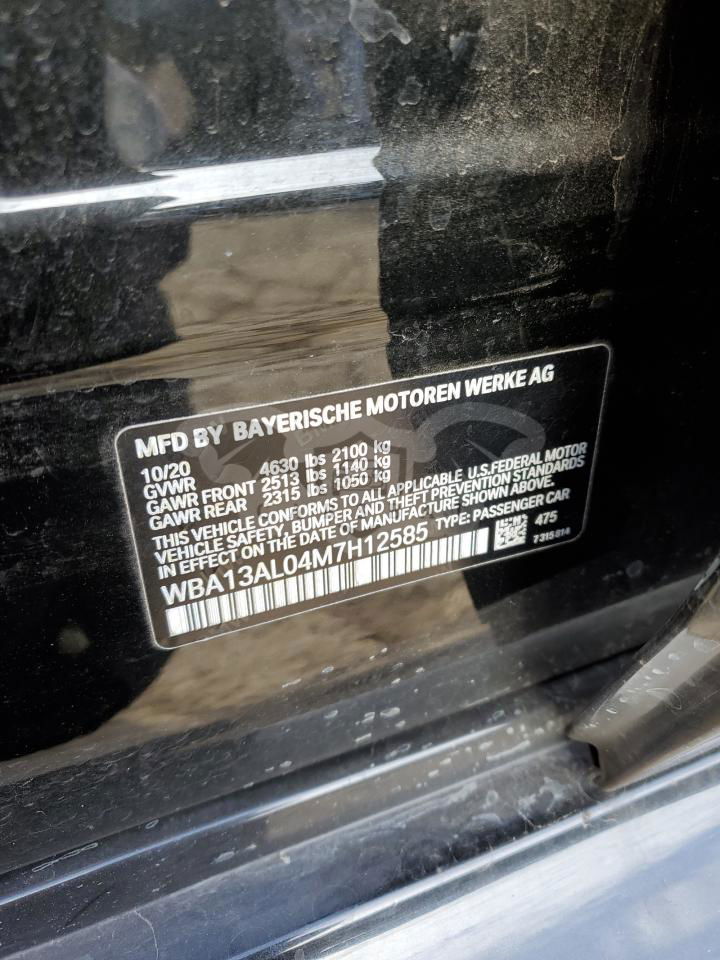 MFD BY BAYERISCHE MOTOREN WERKE AG
10/20
GVWR 4630 lbs 2100 kg
GAWR FRONT 2513 lbs 1140 kg
GAWR REAR 2315 lbs 1050 kg
THIS VEHICLE CONFORMS TO ALL APPLICABLE U.S.FEDERAL MOTOR
VEHICLE SAFETY, BUMPER AND THEFT PREVENTION STANDARDS
IN EFFECT ON THE DATE OF MANUFACTURE SHOWN ABOVE.
WBA13AL04M7H12585 TYPE: PASSENGER CAR
475
7315814